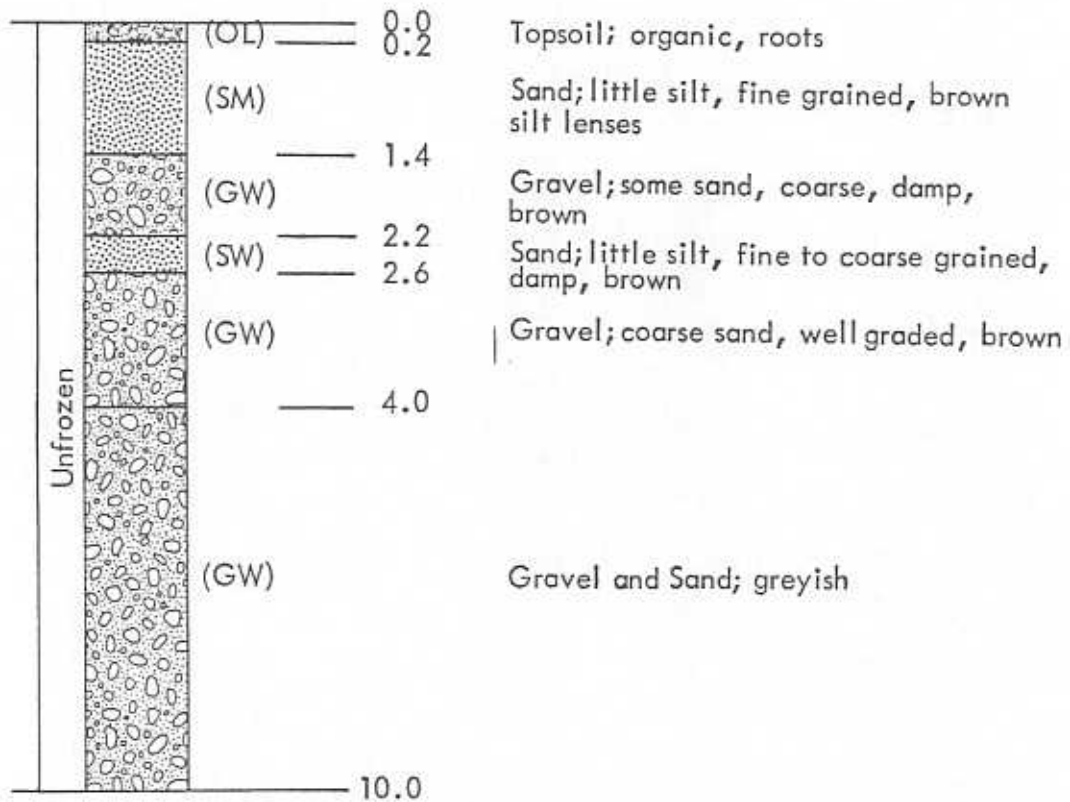 (OL) 0.0 Topsoil; organic, roots
0.2
(SM) Sand; little silt, fine grained, brown
silt lenses
1.4
(GW) Gravel; some sand, coarse, damp,
brown
2.2
(SW) Sand; little silt, fine to coarse grained,
2.6 damp, brown
(GW) Gravel; coarse sand, well graded, brown
4.0
Unfrozen
(GW) Gravel and Sand; greyish
10.0